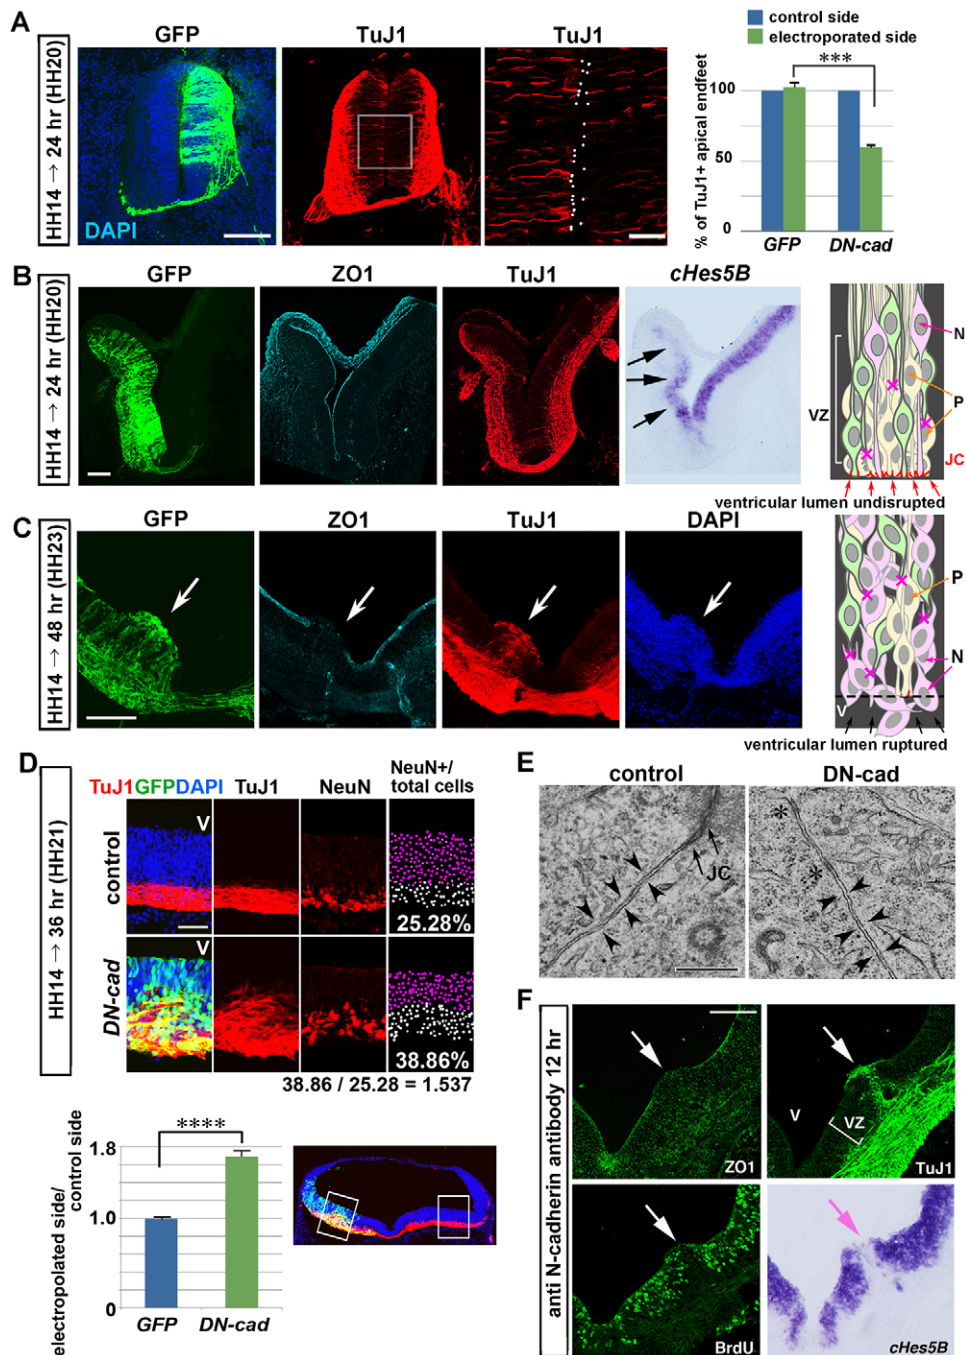 A
HH14 → 24 hr (HH20)
GFP
TuJ1
TuJ1
DAPI
control side
electroporated side
% of TuJ1+ apical endfeet
100
50
0
***
GFP
DN-cad
B
HH14 → 24 hr (HH20)
GFP
ZO1
TuJ1
cHes5B
VZ
N
P
JC
ventricular lumen undisrupted
C
HH14 → 48 hr (HH23)
GFP
ZO1
TuJ1
DAPI
P
N
V
ventricular lumen ruptured
D
HH14 → 36 hr (HH21)
TuJ1GFPDAPI
TuJ1
NeuN
NeuN+/
total cells
control
V
25.28%
DN-cad
V
38.86%
38.86 / 25.28 = 1.537
electropolated side/
control side
1.8
1.0
0
****
GFP
DN-cad
E
control
DN-cad
JC
*
*
F
anti N-cadherin antibody 12 hr
ZO1
V
VZ
TuJ1
BrdU
cHes5B